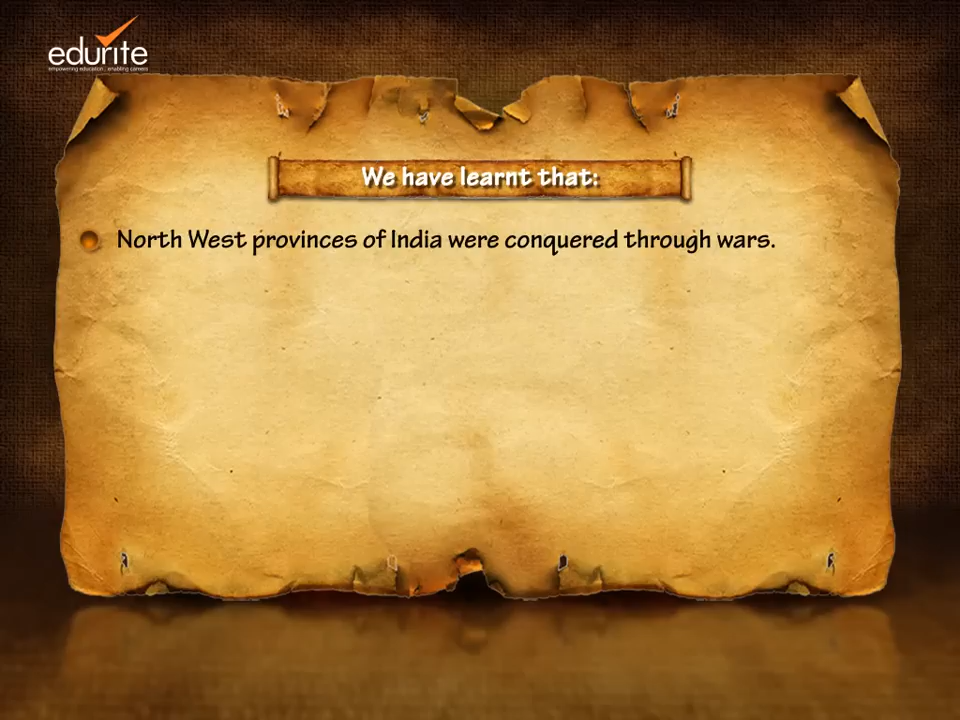 edurite
empowering education . enabling careers
We have learnt that:
North West provinces of India were conquered through wars.